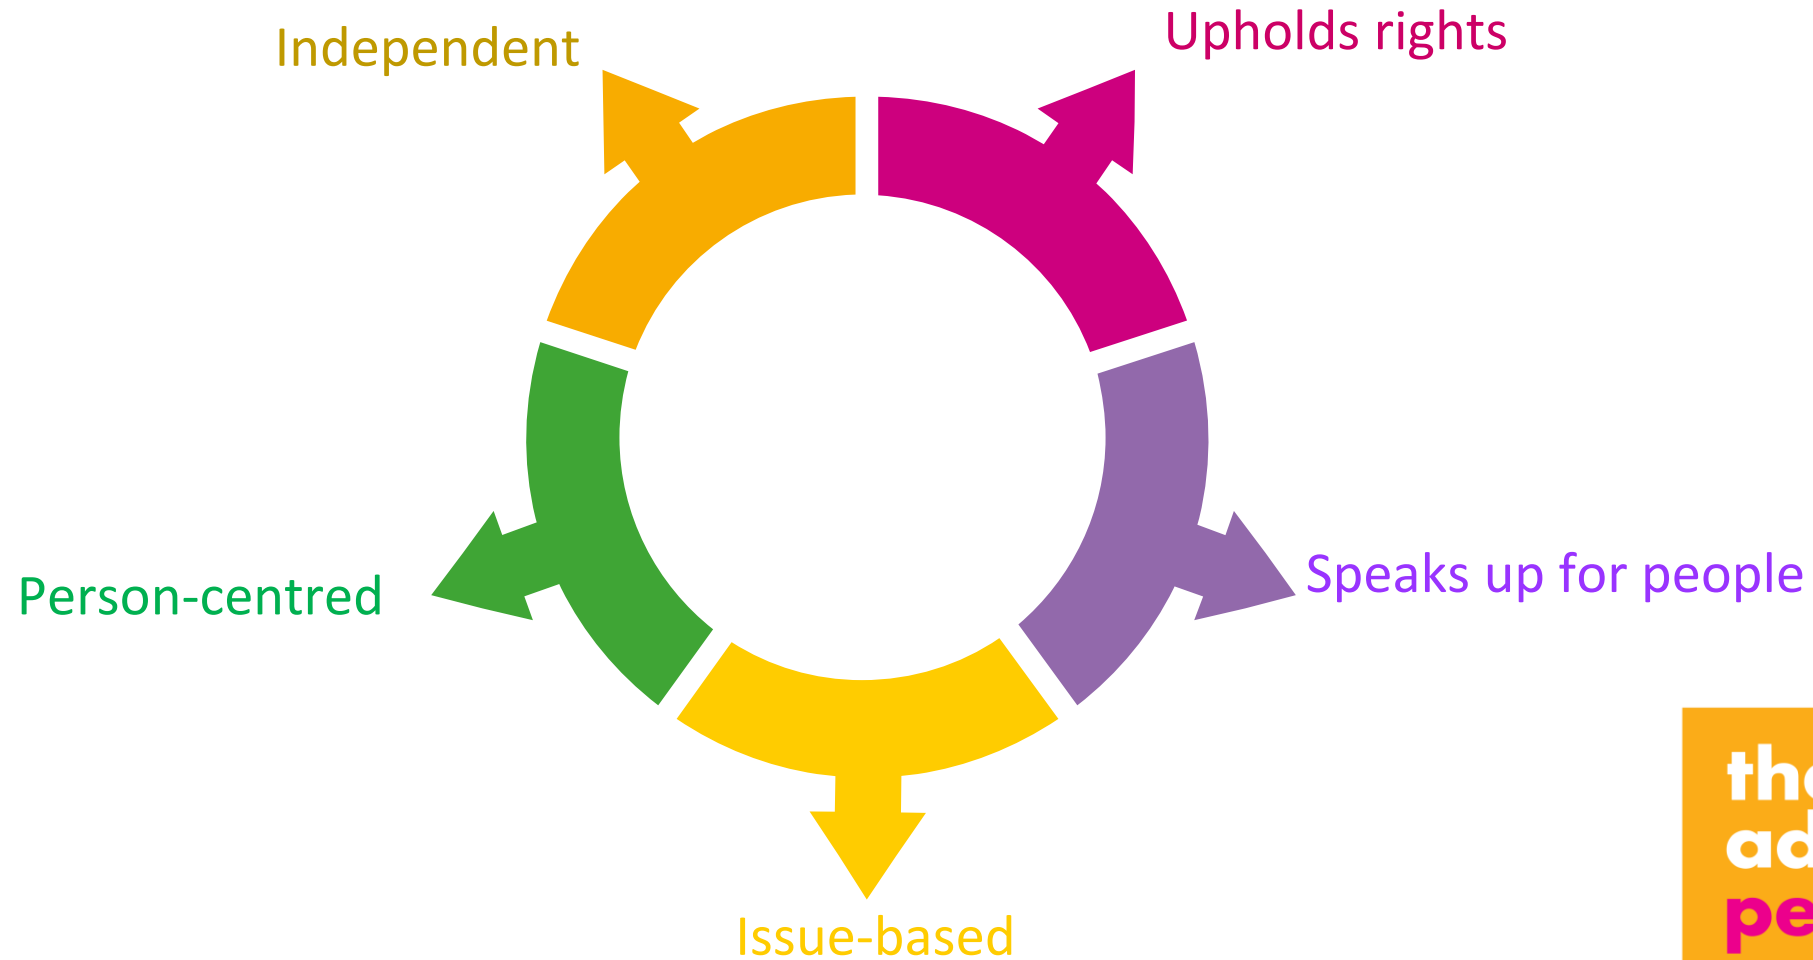 Independent
Upholds rights
Person-centred
Speaks up for people
Issue-based